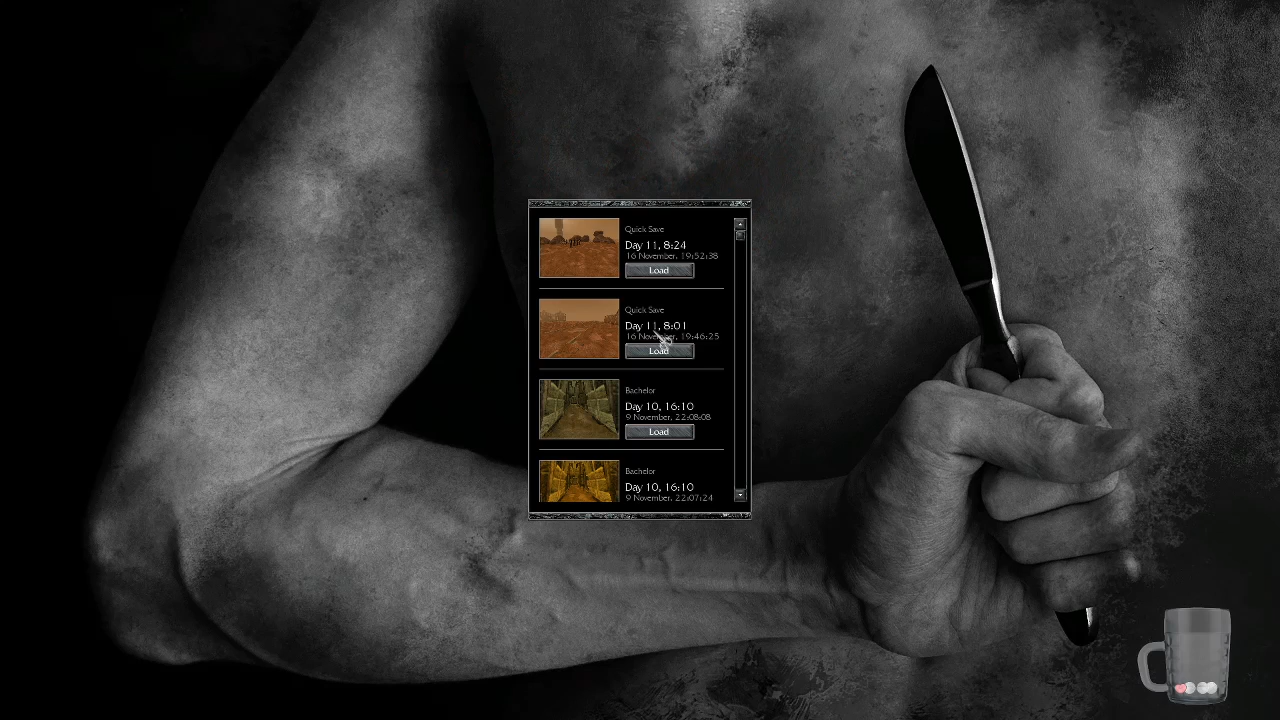 Quick Save
Day 11, 8:24
16 November, 19:52:38
Load
Quick Save
Day 11, 8:01
16 November, 19:46:25
Load
Bachelor
Day 10, 16:10
9 November, 22:08:08
Load
Bachelor
Day 10, 16:10
9 November, 22:07:24